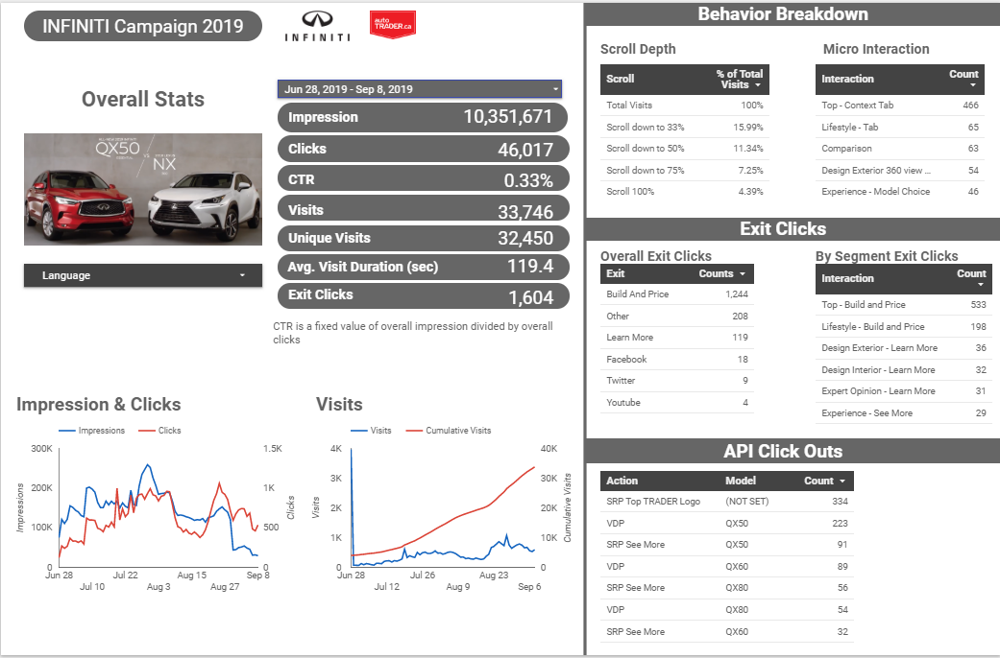 INFINITI Campaign 2019
INFINITI
auto
TRADER.ca
Overall Stats
QX50
VS
NX
Language
Jun 28, 2019 - Sep 8, 2019
Impression 10,351,671
Clicks 46,017
CTR 0.33%
Visits 33,746
Unique Visits 32,450
Avg. Visit Duration (sec) 119.4
Exit Clicks 1,604
CTR is a fixed value of overall impression divided by overall
clicks
Impression & Clicks
Impressions Clicks
300K 1.5K
200K 1K
100K 500
0 0
Impressions
Clicks
Jun 28 Jul 22 Aug 15 Sep 8
Jul 10 Aug 3 Aug 27
Visits
Visits Cumulative Visits
4K 40K
3K 30K
2K 20K
1K 10K
0 0
Visits
Cumulative Visits
Jun 28 Jul 26 Aug 23
Jul 12 Aug 9 Sep 6
Behavior Breakdown
Scroll Depth
Scroll % of Total
Visits
Total Visits 100%
Scroll down to 33% 15.99%
Scroll down to 50% 11.34%
Scroll down to 75% 7.25%
Scroll 100% 4.39%
Micro Interaction
Interaction Count
Top - Context Tab 466
Lifestyle - Tab 65
Comparison 63
Design Exterior 360 view ... 54
Experience - Model Choice 46
Exit Clicks
Overall Exit Clicks
Exit Counts
Build And Price 1,244
Other 208
Learn More 119
Facebook 18
Twitter 9
Youtube 4
By Segment Exit Clicks
Interaction Count
Top - Build and Price 533
Lifestyle - Build and Price 198
Design Exterior - Learn More 36
Design Interior - Learn More 32
Expert Opinion - Learn More 31
Experience - See More 29
API Click Outs
Action Model Count
SRP Top TRADER Logo (NOT SET) 334
VDP QX50 223
SRP See More QX50 91
VDP QX60 89
SRP See More QX80 56
VDP QX80 54
SRP See More QX60 32